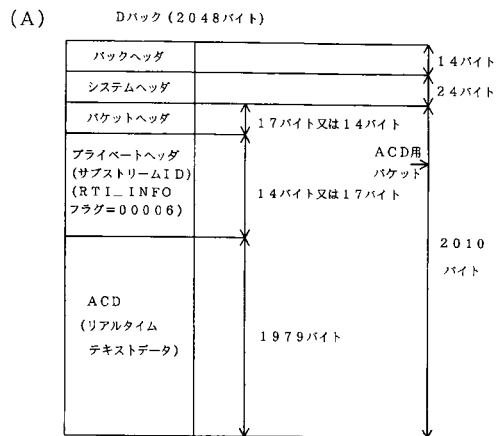 (A)
Dパック (2048バイト)
パックヘッダ
14バイト
システムヘッダ
24バイト
パケットヘッダ
17バイト又は14バイト
プライベートヘッダ
(サブストリームID)
(RTI_INFO
フラグ=00006)
14バイト又は17バイト
ACD用
パケット
2010
バイト
ACD
(リアルタイム
テキストデータ)
1979バイト